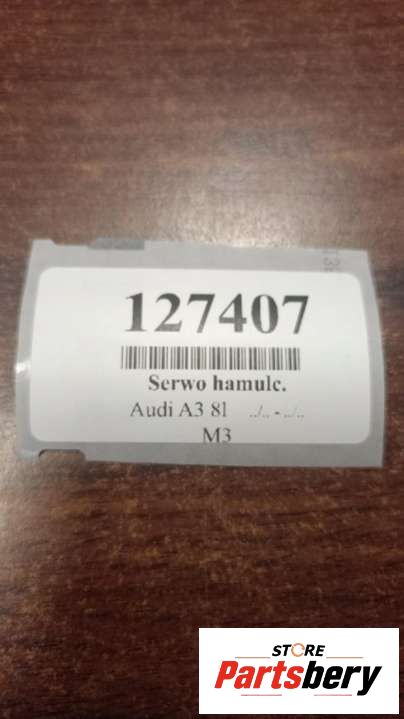 127407
Serwo hamulc.
Audi A3 8l ../.. - ../..
M3
STORE
Partsbery